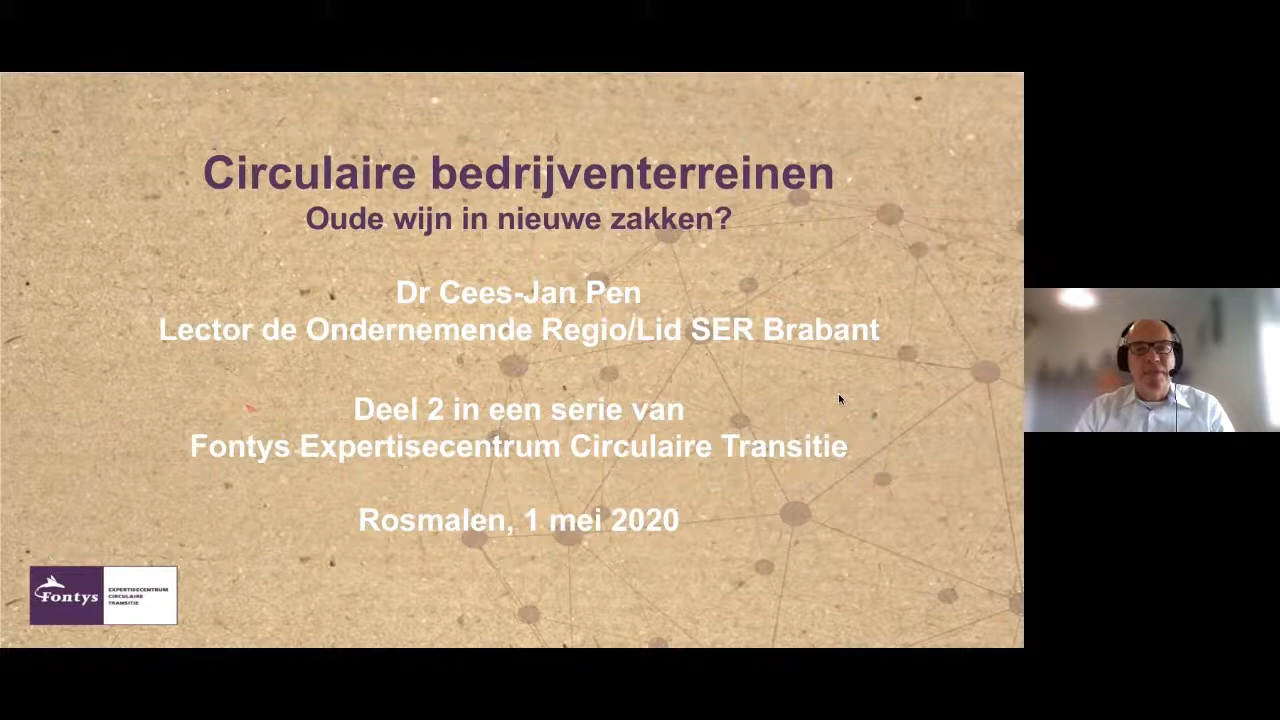 Circulaire bedrijventerreinen
Oude wijn in nieuwe zakken?
Dr Cees-Jan Pen
Lector de Ondernemende Regio/Lid SER Brabant
Deel 2 in een serie van
Fontys Expertisecentrum Circulaire Transitie
Rosmalen, 1 mei 2020
Fontys
EXPERTISECENTRUM
CIRCULAIRE
TRANSITIE